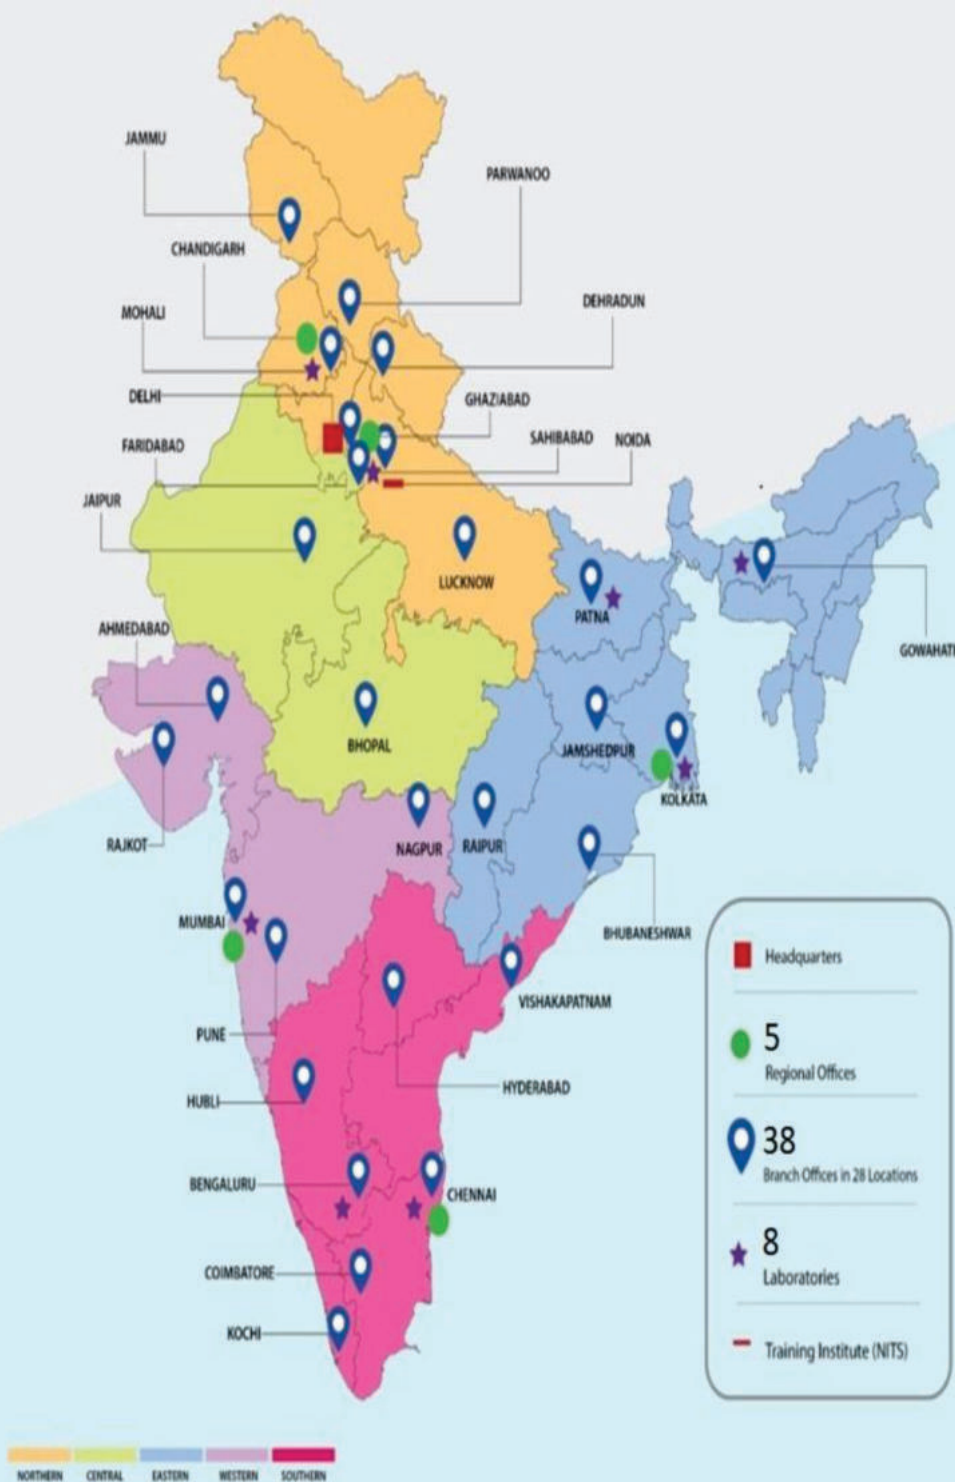 JAMMU
PARWANOO
CHANDIGARH
DEHRADUN
MOHALI
DELHI
GHAZIABAD
FARIDABAD
SAHIBABAD
NOIDA
JAIPUR
LUCKNOW
PATNA
AHMEDABAD
GOWAHATI
BHOPAL
JAMSHEDPUR
KOLKATA
RAJKOT
NAGPUR
RAIPUR
MUMBAI
BHUBANESHWAR
VISHAKAPATNAM
PUNE
HYDERABAD
HUBLI
BENGALURU
CHENNAI
COIMBATORE
KOCHI
Headquarters
5
Regional Offices
38
Branch Offices in 28 Locations
8
Laboratories
Training Institute (NITS)
NORTHERN CENTRAL EASTERN WESTERN SOUTHERN